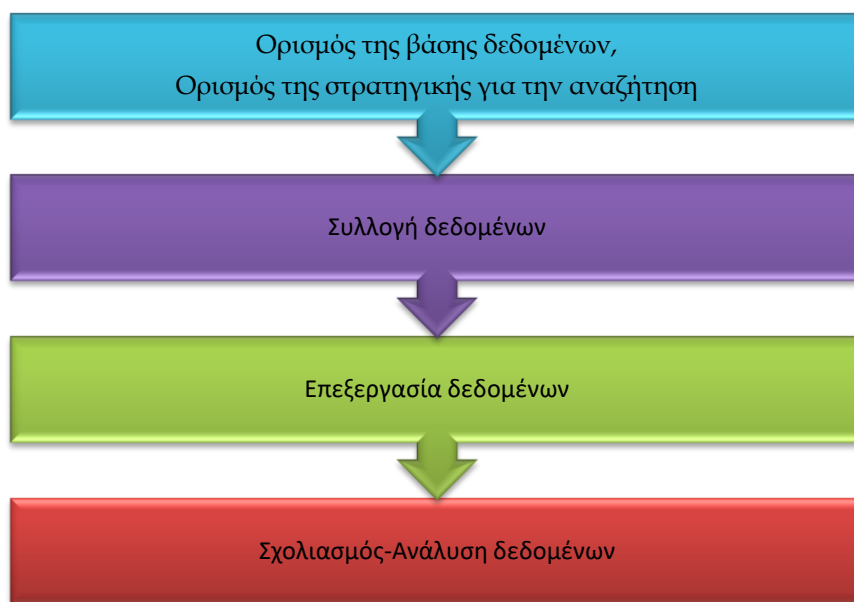 Ορισμός της βάσης δεδομένων,
Ορισμός της στρατηγικής για την αναζήτηση
Συλλογή δεδομένων
Επεξεργασία δεδομένων
Σχολιασμός-Ανάλυση δεδομένων